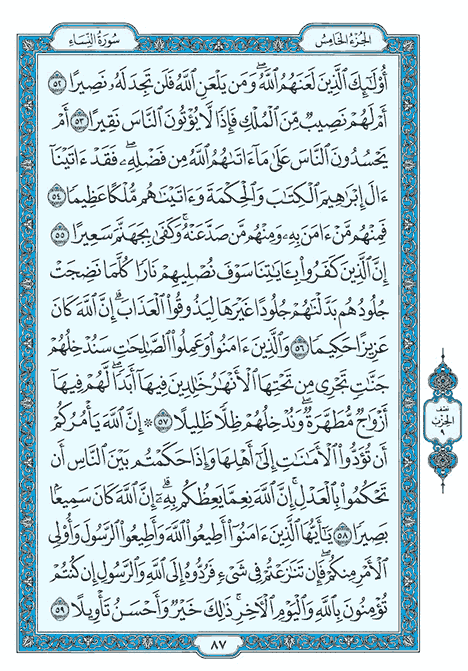 الجزء الخامس
سورة النساء
أُوْلَٰٓئِكَ ٱلَّذِينَ لَعَنَهُمُ ٱللَّهُۖ وَمَن يَلْعَنِ ٱللَّهُ فَلَن تَجِدَ لَهُۥ نَصِيرًا ٥٢
أَمْ لَهُمْ نَصِيبٌ مِّنَ ٱلْمُلْكِ فَإِذًا لَّا يُؤْتُونَ ٱلنَّاسَ نَقِيرًا ٥٣ أَمْ
يَحْسُدُونَ ٱلنَّاسَ عَلَىٰ مَآ ءَاتَىٰهُمُ ٱللَّهُ مِن فَضْلِهِۦۖ فَقَدْ ءَاتَيْنَآ
ءَالَ إِبْرَٰهِيمَ ٱلْكِتَٰبَ وَٱلْحِكْمَةَ وَءَاتَيْنَٰهُم مُّلْكًا عَظِيمًا ٥٤
فَمِنْهُم مَّنْ ءَامَنَ بِهِۦ وَمِنْهُم مَّن صَدَّ عَنْهُۚ وَكَفَىٰ بِجَهَنَّمَ سَعِيرًا ٥٥
إِنَّ ٱلَّذِينَ كَفَرُواْ بِـَٔايَٰتِنَا سَوْفَ نُصْلِيهِمْ نَارًا كُلَّمَا نَضِجَتْ
جُلُودُهُم بَدَّلْنَٰهُمْ جُلُودًا غَيْرَهَا لِيَذُوقُواْ ٱلْعَذَابَۗ إِنَّ ٱللَّهَ كَانَ
عَزِيزًا حَكِيمًا ٥٦ وَٱلَّذِينَ ءَامَنُواْ وَعَمِلُواْ ٱلصَّٰلِحَٰتِ سَنُدْخِلُهُمْ
جَنَّٰتٍ تَجْرِى مِن تَحْتِهَا ٱلْأَنْهَٰرُ خَٰلِدِينَ فِيهَآ أَبَدًاۖ لَّهُمْ فِيهَآ
أَزْوَٰجٌ مُّطَهَّرَةٌۖ وَنُدْخِلُهُمْ ظِلًّا ظَلِيلًا ٥٧ ۞ إِنَّ ٱللَّهَ يَأْمُرُكُمْ
أَن تُؤَدُّواْ ٱلْأَمَٰنَٰتِ إِلَىٰٓ أَهْلِهَا وَإِذَا حَكَمْتُم بَيْنَ ٱلنَّاسِ أَن
تَحْكُمُواْ بِٱلْعَدْلِۚ إِنَّ ٱللَّهَ نِعِمَّا يَعِظُكُم بِهِۦٓۗ إِنَّ ٱللَّهَ كَانَ سَمِيعًۢا
بَصِيرًا ٥٨ يَٰٓأَيُّهَا ٱلَّذِينَ ءَامَنُوٓاْ أَطِيعُواْ ٱللَّهَ وَأَطِيعُواْ ٱلرَّسُولَ وَأُوْلِى
ٱلْأَمْرِ مِنكُمْۖ فَإِن تَنَٰزَعْتُمْ فِى شَىْءٍ فَرُدُّوهُ إِلَى ٱللَّهِ وَٱلرَّسُولِ إِن كُنتُمْ
تُؤْمِنُونَ بِٱللَّهِ وَٱلْيَوْمِ ٱلْأٓخِرِۚ ذَٰلِكَ خَيْرٌ وَأَحْسَنُ تَأْوِيلًا ٥٩
نصف
الحزب
٩
٨٧